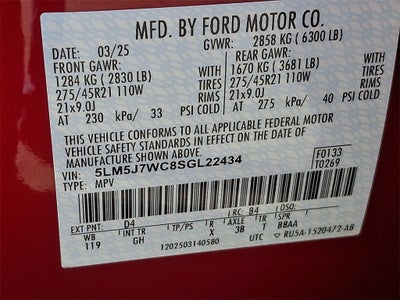 MFD. BY FORD MOTOR CO.
DATE: 03/25 GVWR: 2858 KG ( 6300 LB)
FRONT GAWR: REAR GAWR:
1284 KG ( 2830 LB) 1670 KG ( 3681 LB)
275/45R21 110W TIRES 275/45R21 110W TIRES
21x9.0J RIMS 21x9.0J RIMS
AT 230 kPa/ 33 PSI COLD AT 275 kPa/ 40 PSI COLD
THIS VEHICLE CONFORMS TO ALL APPLICABLE FEDERAL MOTOR
VEHICLE SAFETY STANDARDS IN EFFECT ON THE DATE OF MANUFACTURE
SHOWN ABOVE.
VIN: 5LM5J7WC8SGL22434 F0133
TYPE: MPV T0269
EXT PNT: D4 RC: B4 DSO:
WB INT TR TP/PS R AXLE TR SPR
119 GH X 3B T BBAA
1202503140580 UTC RU5A-1520472-AB